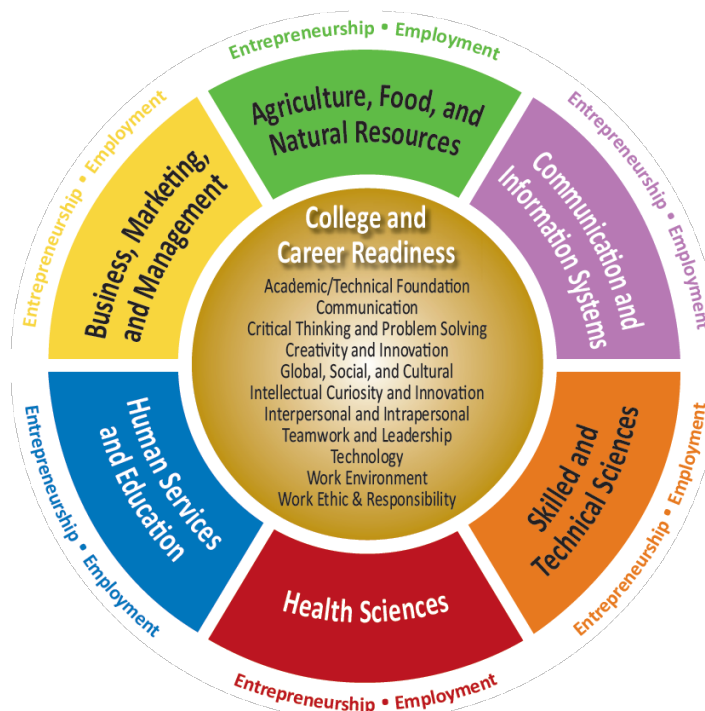 Entrepreneurship • Employment
Agriculture, Food, and
Natural Resources
Entrepreneurship • Employment
Communication and
Information Systems
Entrepreneurship • Employment
Skilled and
Technical Sciences
Entrepreneurship • Employment
Health Sciences
Entrepreneurship • Employment
Human Services
and Education
Entrepreneurship • Employment
Business, Marketing,
and Management
College and
Career Readiness
Academic/Technical Foundation
Communication
Critical Thinking and Problem Solving
Creativity and Innovation
Global, Social, and Cultural
Intellectual Curiosity and Innovation
Interpersonal and Intrapersonal
Teamwork and Leadership
Technology
Work Environment
Work Ethic & Responsibility